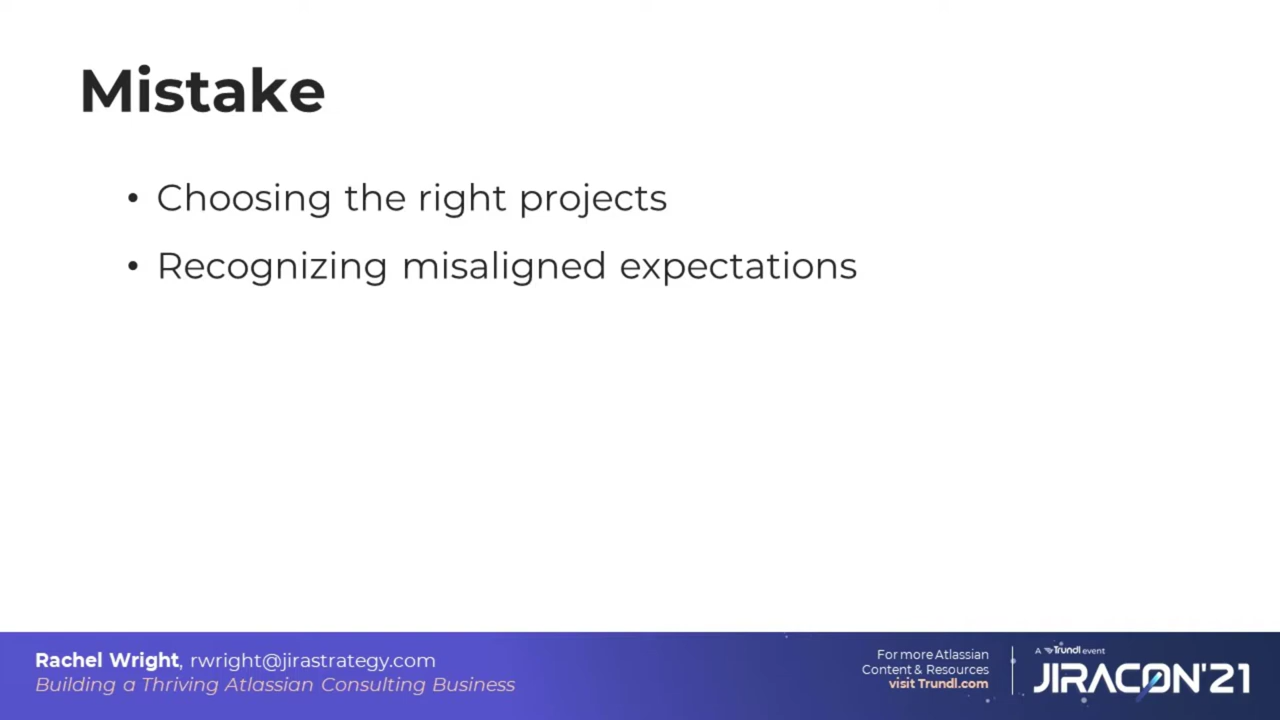 Mistake
• Choosing the right projects
• Recognizing misaligned expectations
Rachel Wright, rwright@jirastrategy.com
Building a Thriving Atlassian Consulting Business
For more Atlassian
Content & Resources
visit Trundl.com
A Trundl event
JIRACON'21